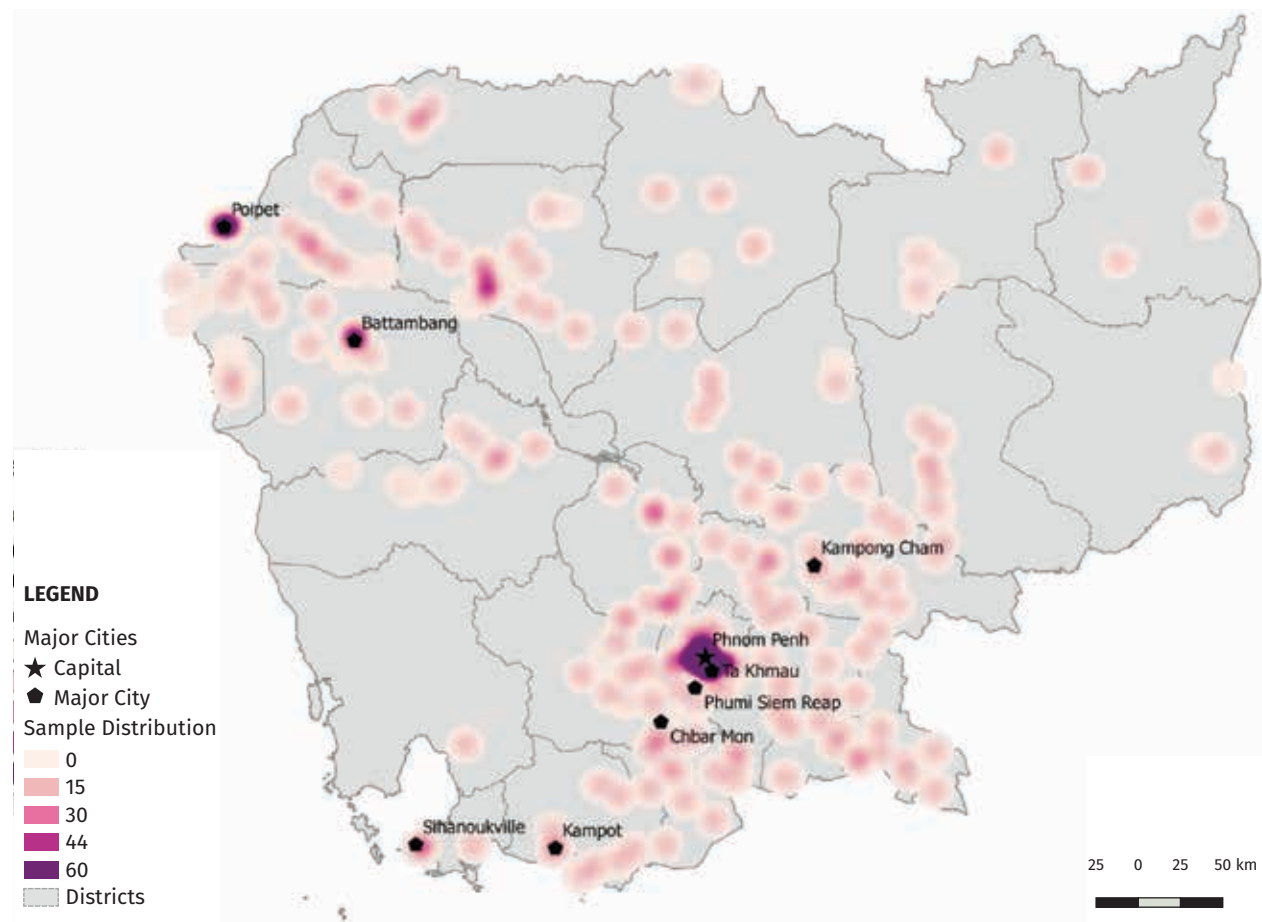 Poipet
Battambang
Kampong Cham
Phnom Penh
Ta Khmau
Phumi Siem Reap
Chbar Mon
Sihanoukville
Kampot
LEGEND
Major Cities
Capital
Major City
Sample Distribution
0
15
30
44
60
Districts
25 0 25 50 km